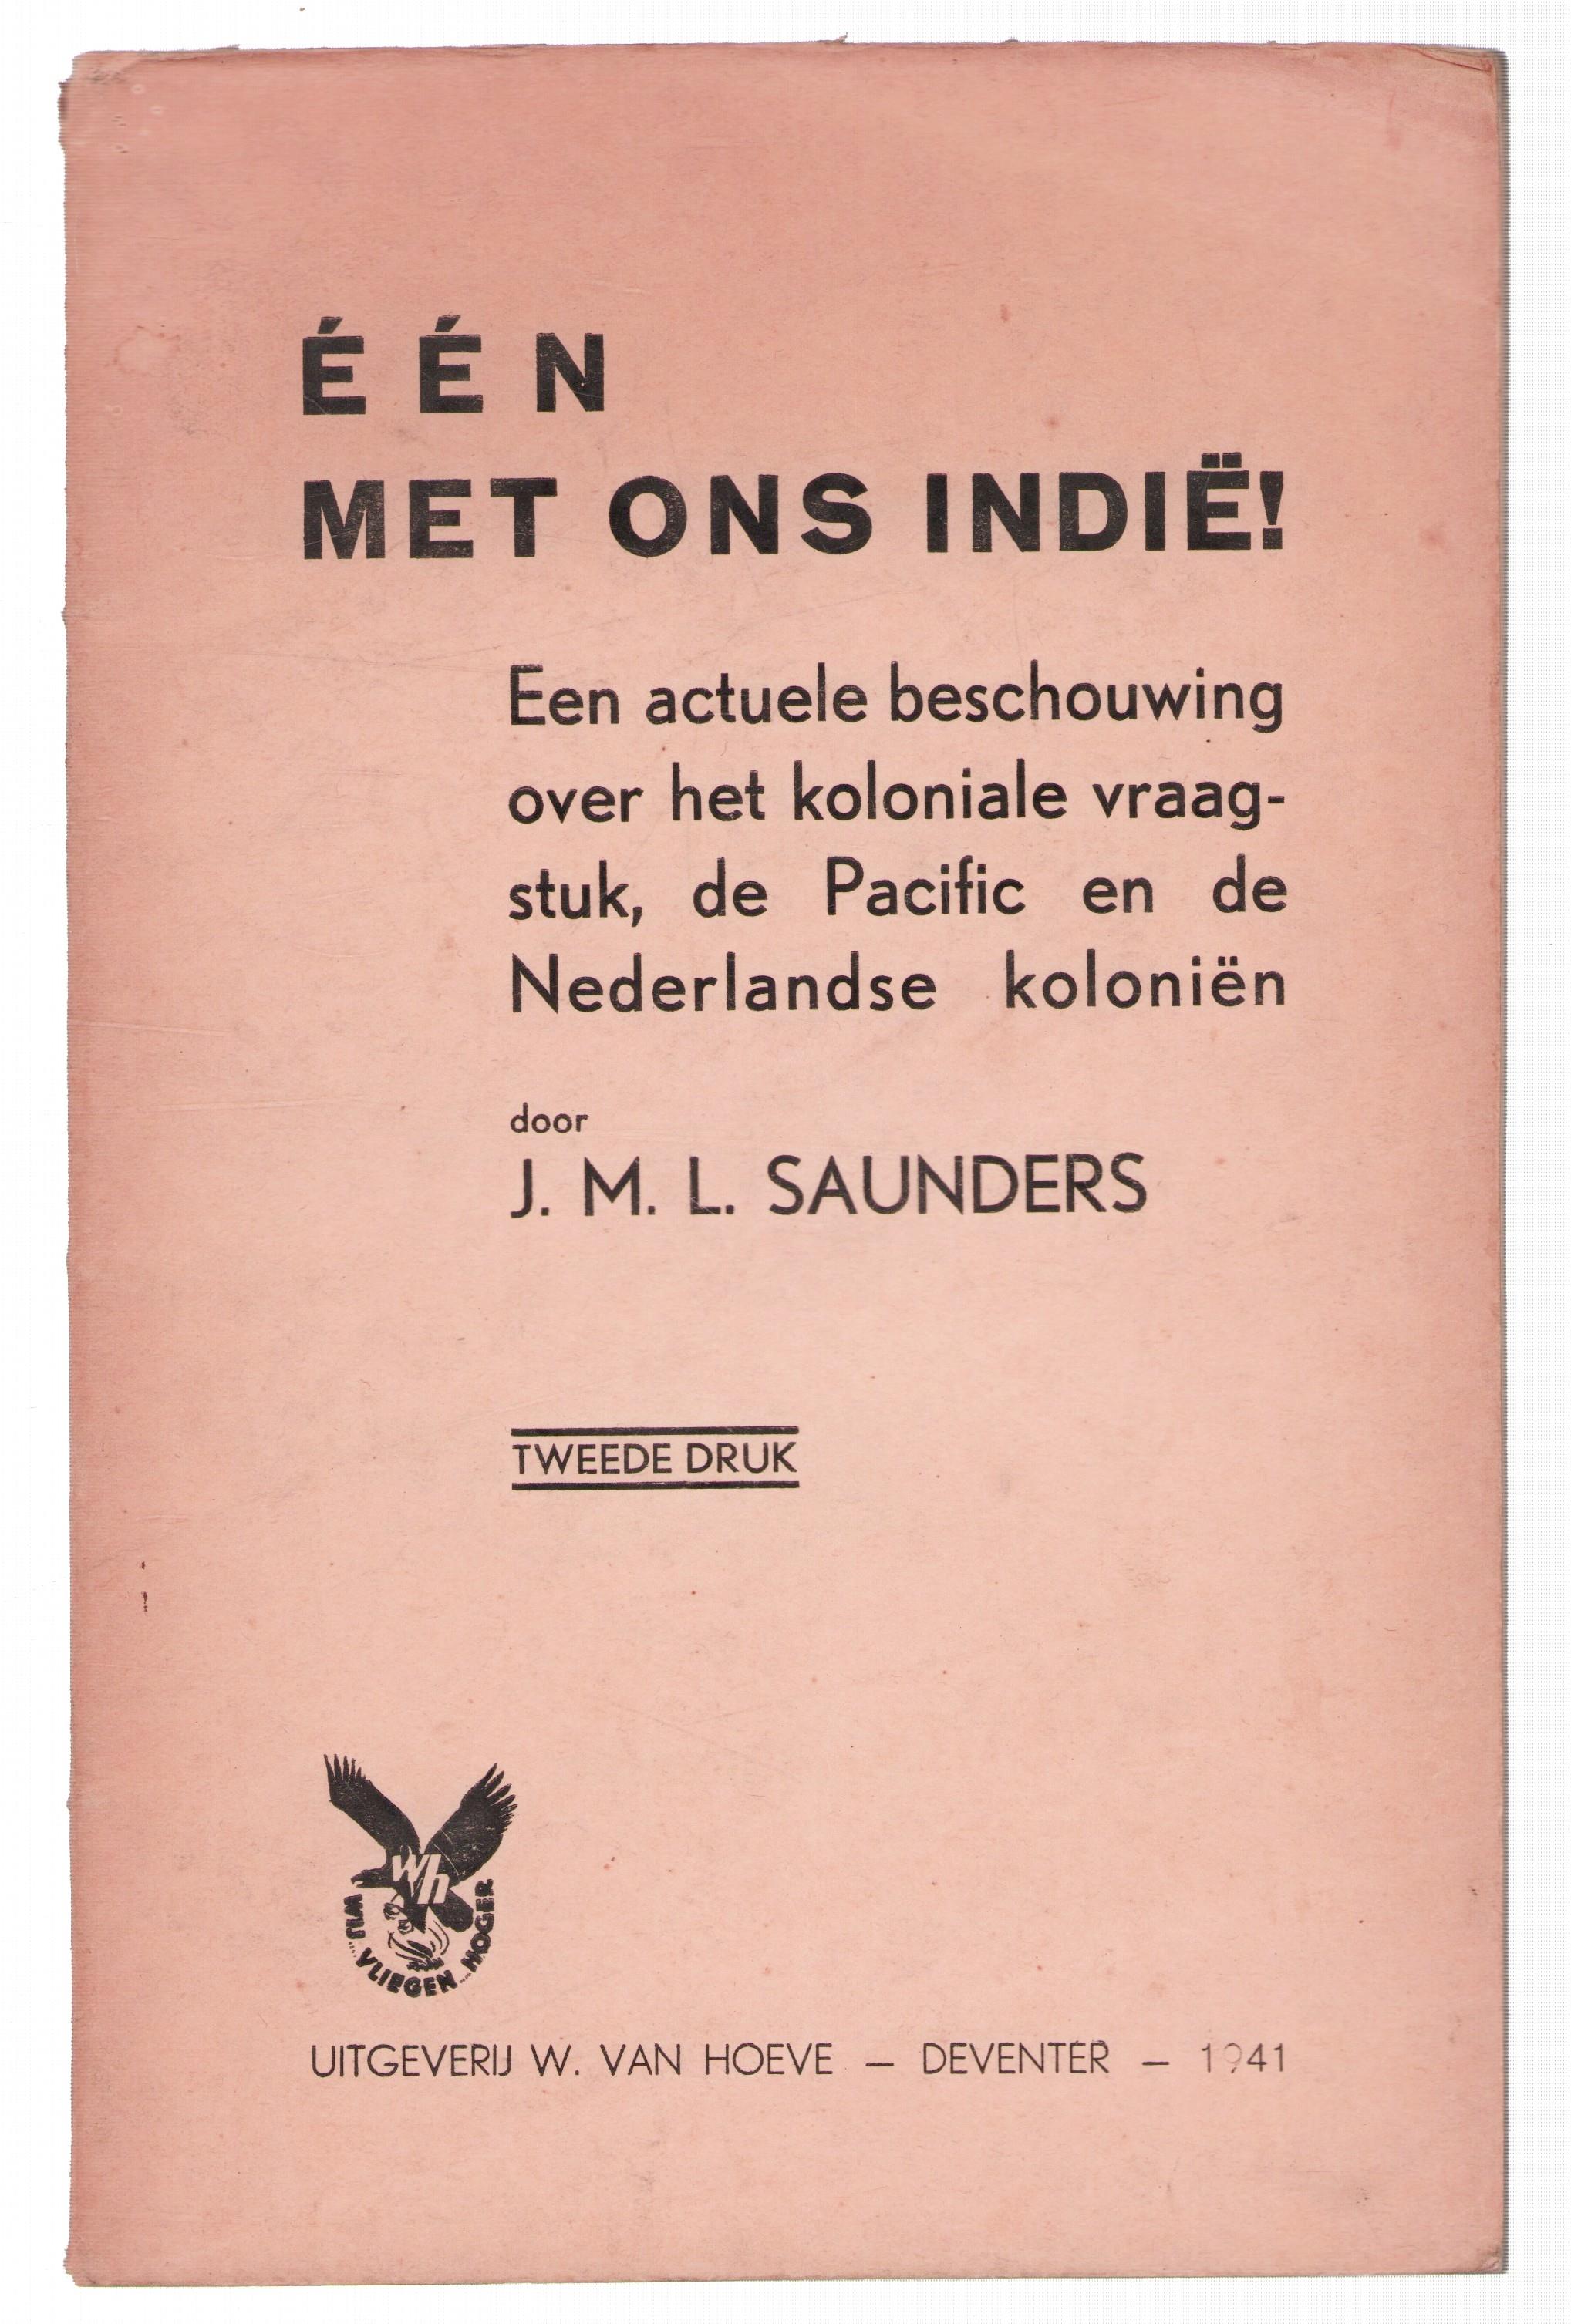 ÉÉN
MET ONS INDIË!
Een actuele beschouwing
over het koloniale vraag-
stuk, de Pacific en de
Nederlandse koloniën
door
J. M. L. SAUNDERS
TWEEDE DRUK
Wh
WIJ... VLIEGEN... HOGER
UITGEVERIJ W. VAN HOEVE — DEVENTER — 1941